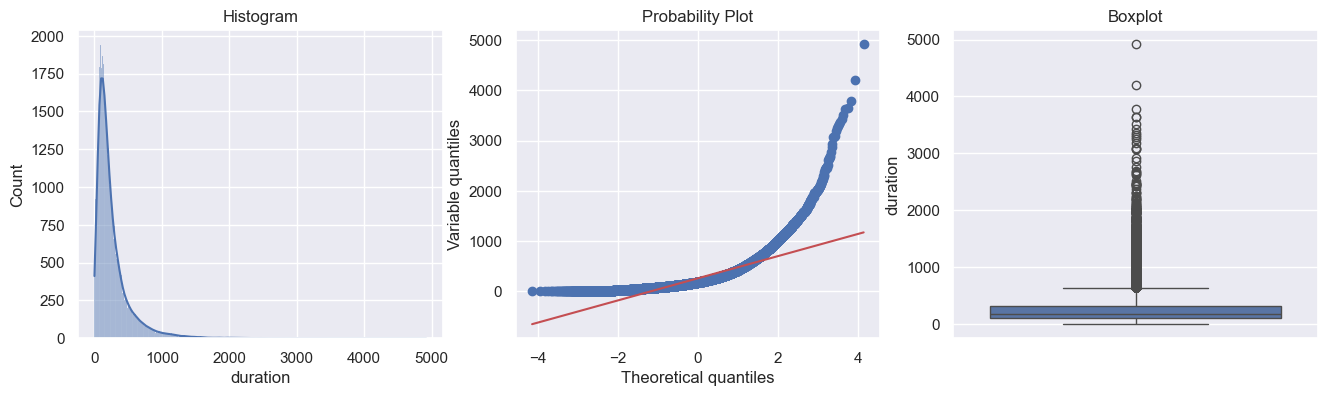 Histogram
2000
1750
1500
1250
1000
750
500
250
0
Count
0 1000 2000 3000 4000 5000
duration
Probability Plot
5000
4000
3000
2000
1000
0
Variable quantiles
−4 −2 0 2 4
Theoretical quantiles
Boxplot
5000
4000
3000
2000
1000
0
duration